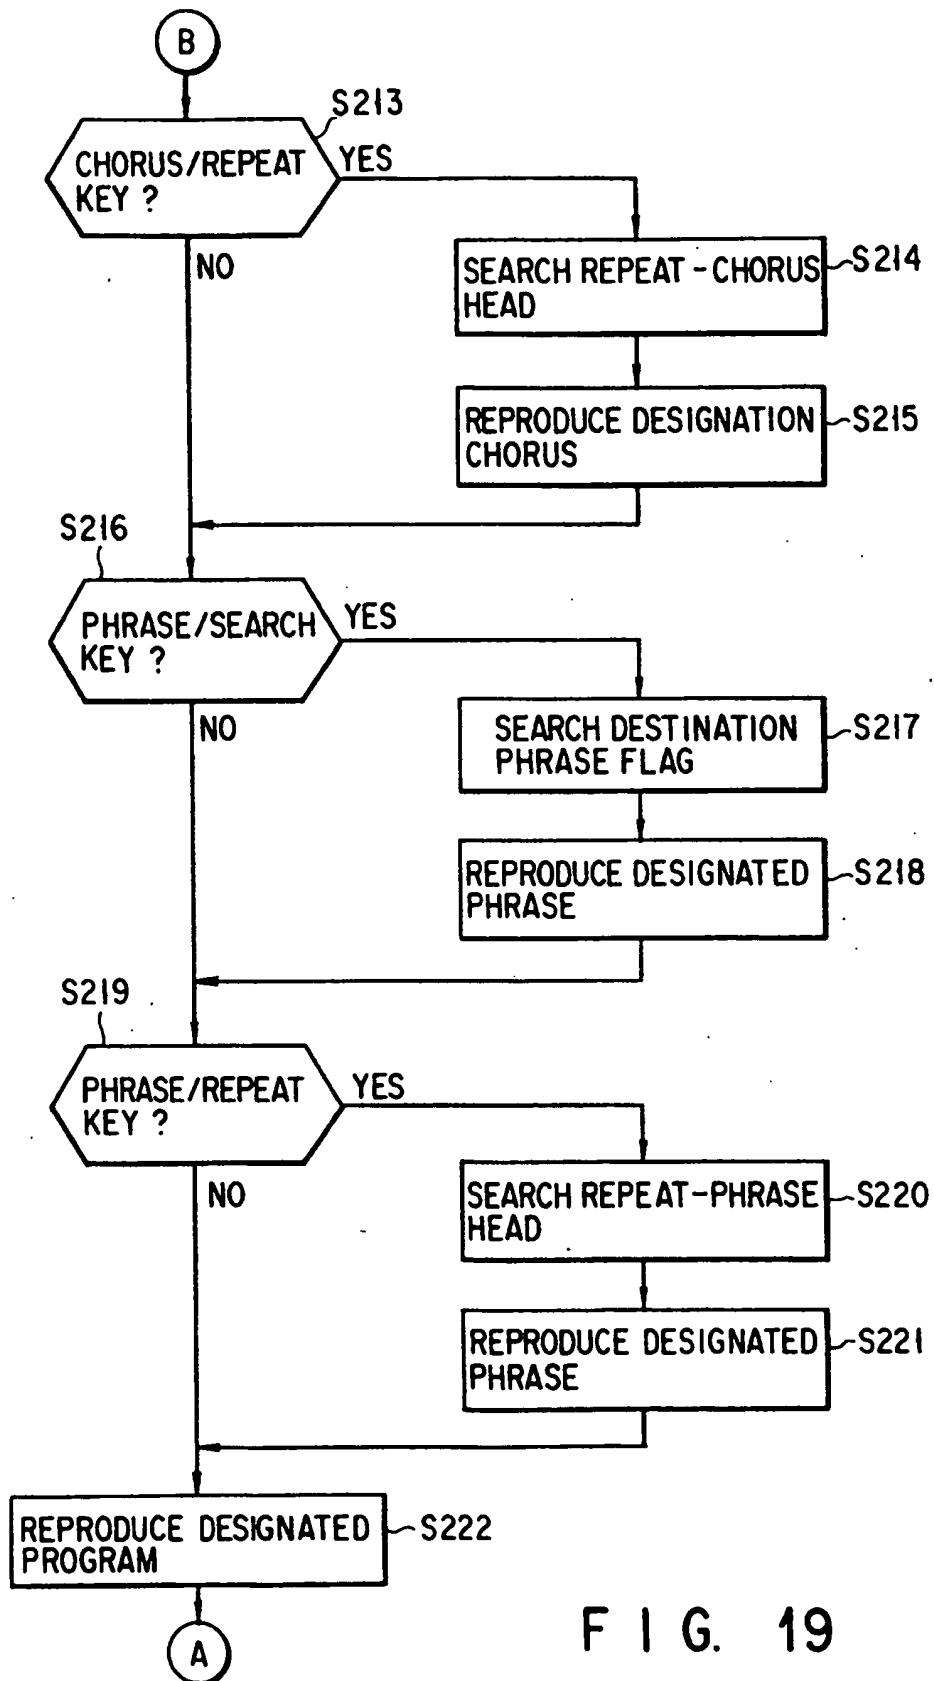 B
S213
CHORUS/REPEAT
KEY ?
YES
NO
SEARCH REPEAT-CHORUS
HEAD
S214
REPRODUCE DESIGNATION
CHORUS
S215
S216
PHRASE/SEARCH
KEY ?
YES
NO
SEARCH DESTINATION
PHRASE FLAG
S217
REPRODUCE DESIGNATED
PHRASE
S218
S219
PHRASE/REPEAT
KEY ?
YES
NO
SEARCH REPEAT-PHRASE
HEAD
S220
REPRODUCE DESIGNATED
PHRASE
S221
REPRODUCE DESIGNATED
PROGRAM
S222
A
FIG. 19